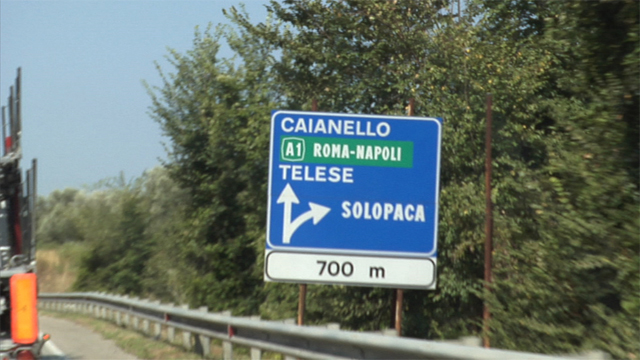 CAIANELLO
A1 ROMA-NAPOLI
TELESE
SOLOPACA
700 m